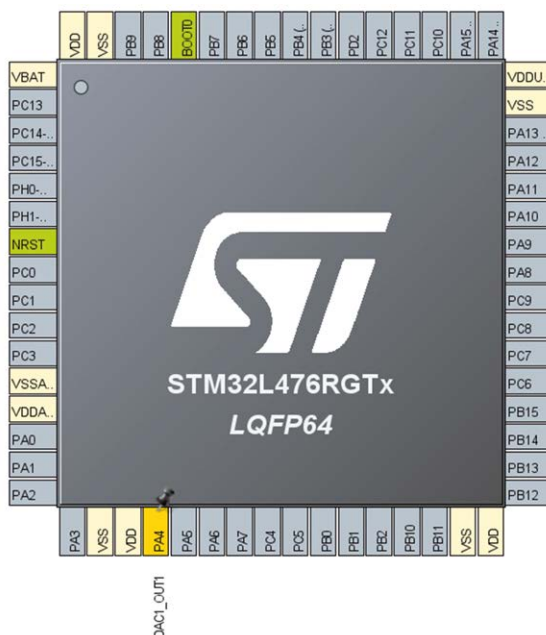 VDD
VSS
PB9
PB8
BOOT0
PB7
PB6
PB5
PB4 (..
PB3 (..
PD2
PC12
PC11
PC10
PA15 ..
PA14 ..
VBAT
PC13
PC14-..
PC15-..
PH0-..
PH1-..
NRST
PC0
PC1
PC2
PC3
VSSA..
VDDA..
PA0
PA1
PA2
VDDU..
VSS
PA13 ..
PA12
PA11
PA10
PA9
PA8
PC9
PC8
PC7
PC6
PB15
PB14
PB13
PB12
ST
STM32L476RGTx
LQFP64
PA3
VSS
VDD
PA4
PA5
PA6
PA7
PC4
PC5
PB0
PB1
PB2
PB10
PB11
VSS
VDD
DAC1_OUT1